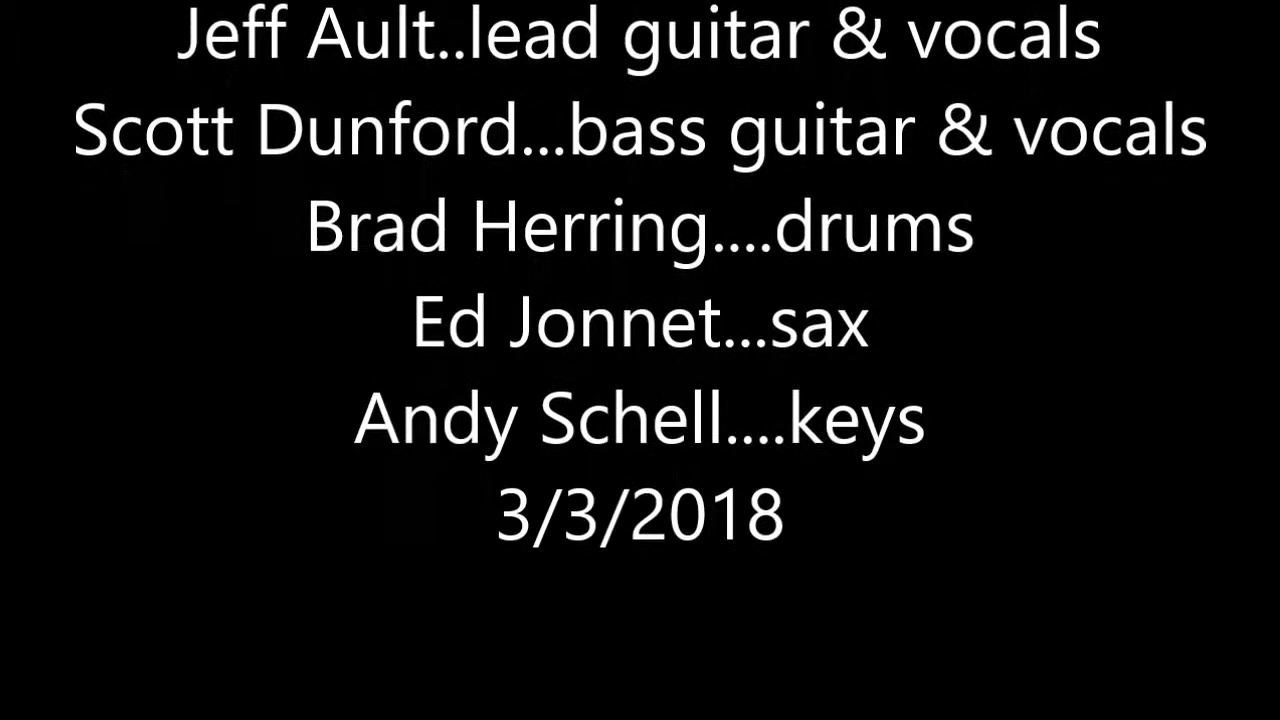 Jeff Ault..lead guitar & vocals
Scott Dunford...bass guitar & vocals
Brad Herring....drums
Ed Jonnet...sax
Andy Schell....keys
3/3/2018